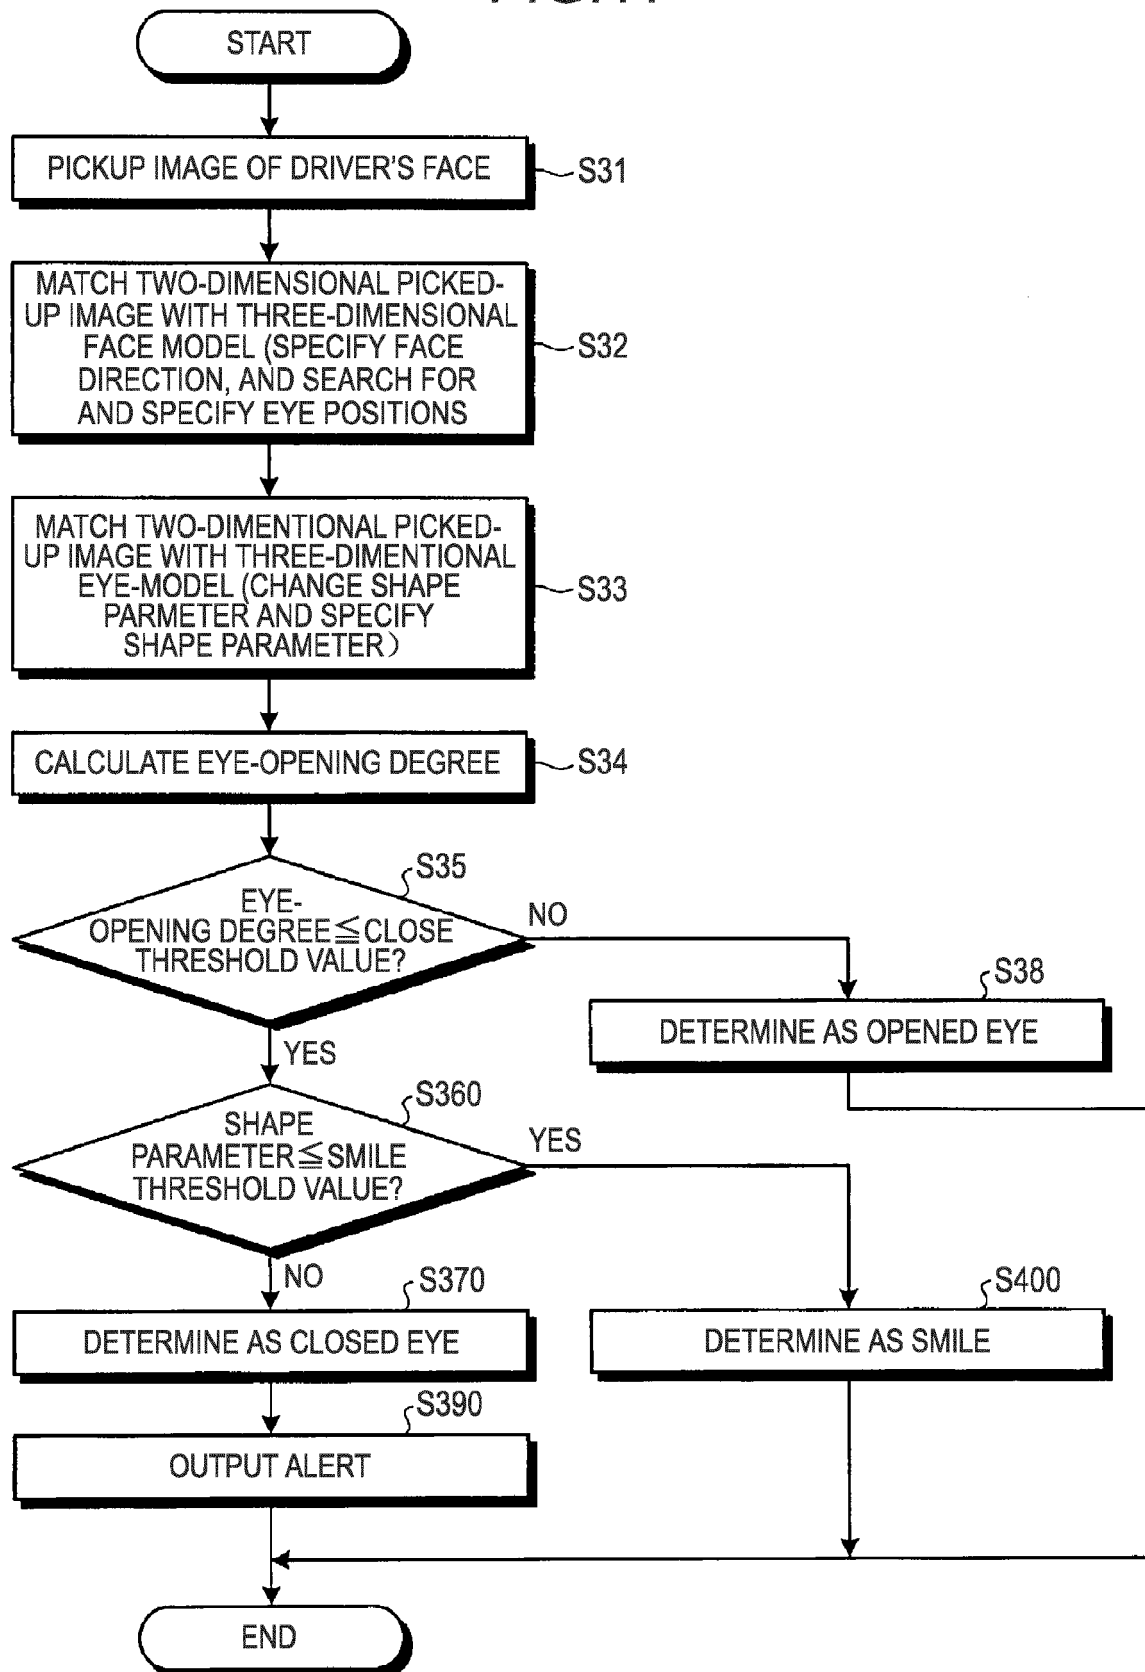 START
PICKUP IMAGE OF DRIVER'S FACE
S31
MATCH TWO-DIMENSIONAL PICKED-
UP IMAGE WITH THREE-DIMENSIONAL
FACE MODEL (SPECIFY FACE
DIRECTION, AND SEARCH FOR
AND SPECIFY EYE POSITIONS
S32
MATCH TWO-DIMENTIONAL PICKED-
UP IMAGE WITH THREE-DIMENTIONAL
EYE-MODEL (CHANGE SHAPE
PARMETER AND SPECIFY
SHAPE PARAMETER)
S33
CALCULATE EYE-OPENING DEGREE
S34
S35
EYE-
OPENING DEGREE≦CLOSE
THRESHOLD VALUE?
NO
YES
S38
DETERMINE AS OPENED EYE
S360
SHAPE
PARAMETER≦SMILE
THRESHOLD VALUE?
YES
NO
S370
DETERMINE AS CLOSED EYE
S400
DETERMINE AS SMILE
S390
OUTPUT ALERT
END